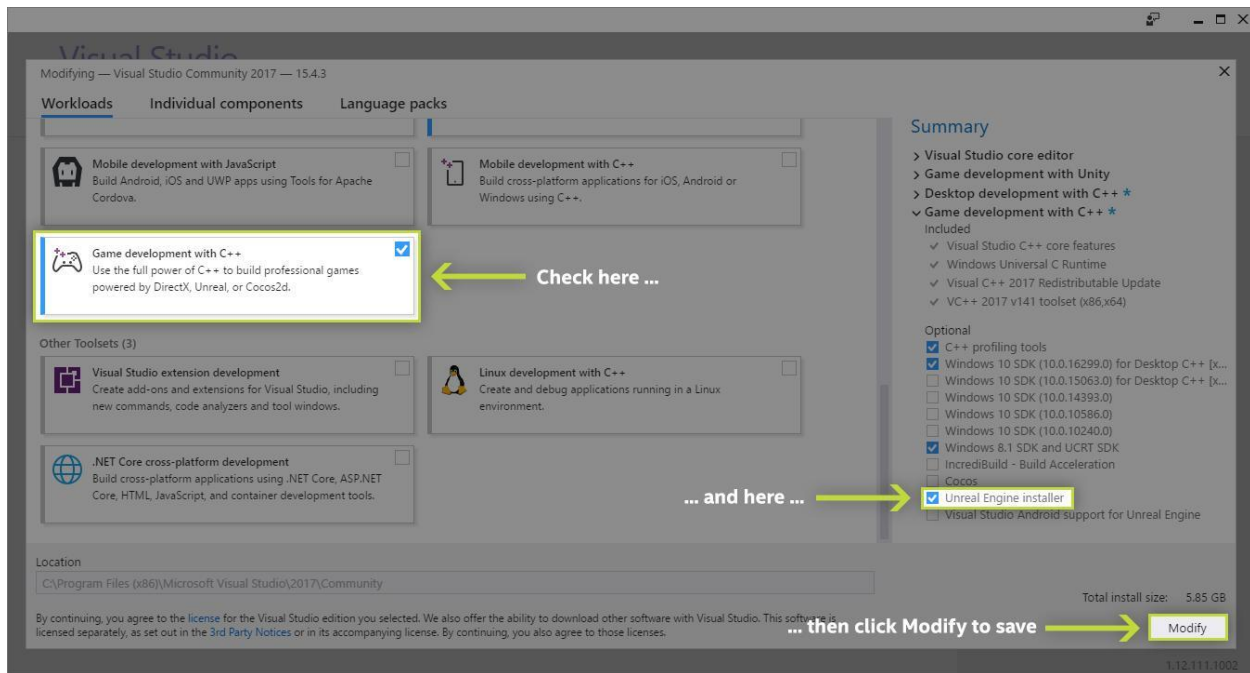 Visual Studio
Modifying — Visual Studio Community 2017 — 15.4.3
Workloads Individual components Language packs
Mobile development with JavaScript
Build Android, iOS and UWP apps using Tools for Apache
Cordova.
Mobile development with C++
Build cross-platform applications for iOS, Android or
Windows using C++.
Game development with C++
Use the full power of C++ to build professional games
powered by DirectX, Unreal, or Cocos2d.
Check here ...
Other Toolsets (3)
Visual Studio extension development
Create add-ons and extensions for Visual Studio, including
new commands, code analyzers and tool windows.
Linux development with C++
Create and debug applications running in a Linux
environment.
.NET Core cross-platform development
Build cross-platform applications using .NET Core, ASP.NET
Core, HTML, JavaScript, and container development tools.
... and here ...
Summary
Visual Studio core editor
Game development with Unity
Desktop development with C++ *
Game development with C++ *
Included
Visual Studio C++ core features
Windows Universal C Runtime
Visual C++ 2017 Redistributable Update
VC++ 2017 v141 toolset (x86,x64)
Optional
C++ profiling tools
Windows 10 SDK (10.0.16299.0) for Desktop C++ [x...
Windows 10 SDK (10.0.15063.0) for Desktop C++ [x...
Windows 10 SDK (10.0.14393.0)
Windows 10 SDK (10.0.10586.0)
Windows 10 SDK (10.0.10240.0)
Windows 8.1 SDK and UCRT SDK
IncrediBuild - Build Acceleration
Cocos
Unreal Engine installer
Visual Studio Android support for Unreal Engine
Location
C:\Program Files (x86)\Microsoft Visual Studio\2017\Community
Total install size: 5.85 GB
By continuing, you agree to the license for the Visual Studio edition you selected. We also offer the ability to download other software with Visual Studio. This software is
licensed separately, as set out in the 3rd Party Notices or in its accompanying license. By continuing, you also agree to those licenses.
... then click Modify to save
Modify
1.12.111.1002